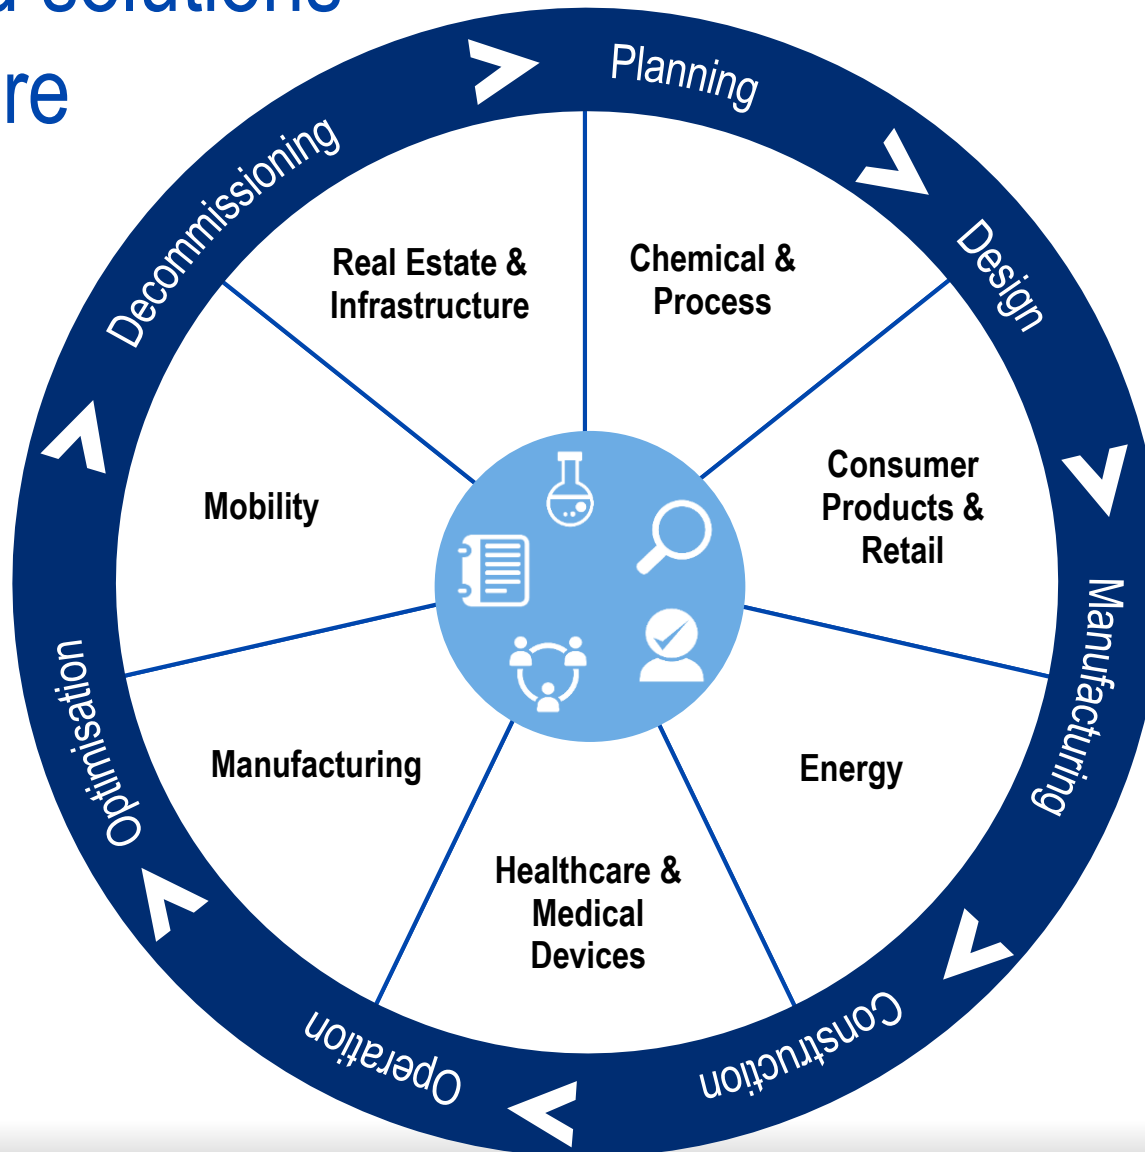 solutions
re
Planning
Design
Manufacturing
Construction
Operation
Optimisation
Decommissioning
Real Estate &
Infrastructure
Chemical &
Process
Consumer
Products &
Retail
Energy
Healthcare &
Medical
Devices
Manufacturing
Mobility